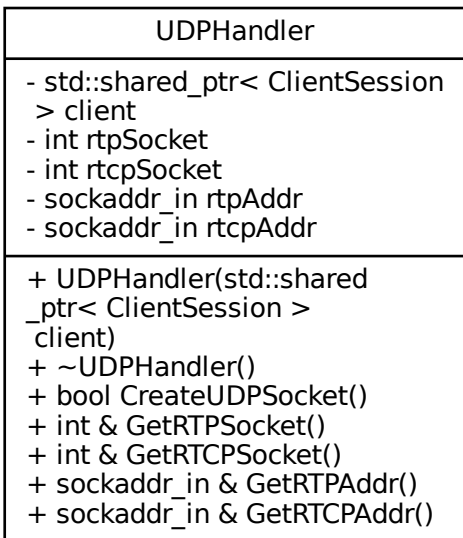 UDPHandler
- std::shared_ptr< ClientSession
> client
- int rtpSocket
- int rtcpSocket
- sockaddr_in rtpAddr
- sockaddr_in rtcpAddr
+ UDPHandler(std::shared
_ptr< ClientSession >
client)
+ ~UDPHandler()
+ bool CreateUDPSocket()
+ int & GetRTPSocket()
+ int & GetRTCPSocket()
+ sockaddr_in & GetRTPAddr()
+ sockaddr_in & GetRTCPAddr()